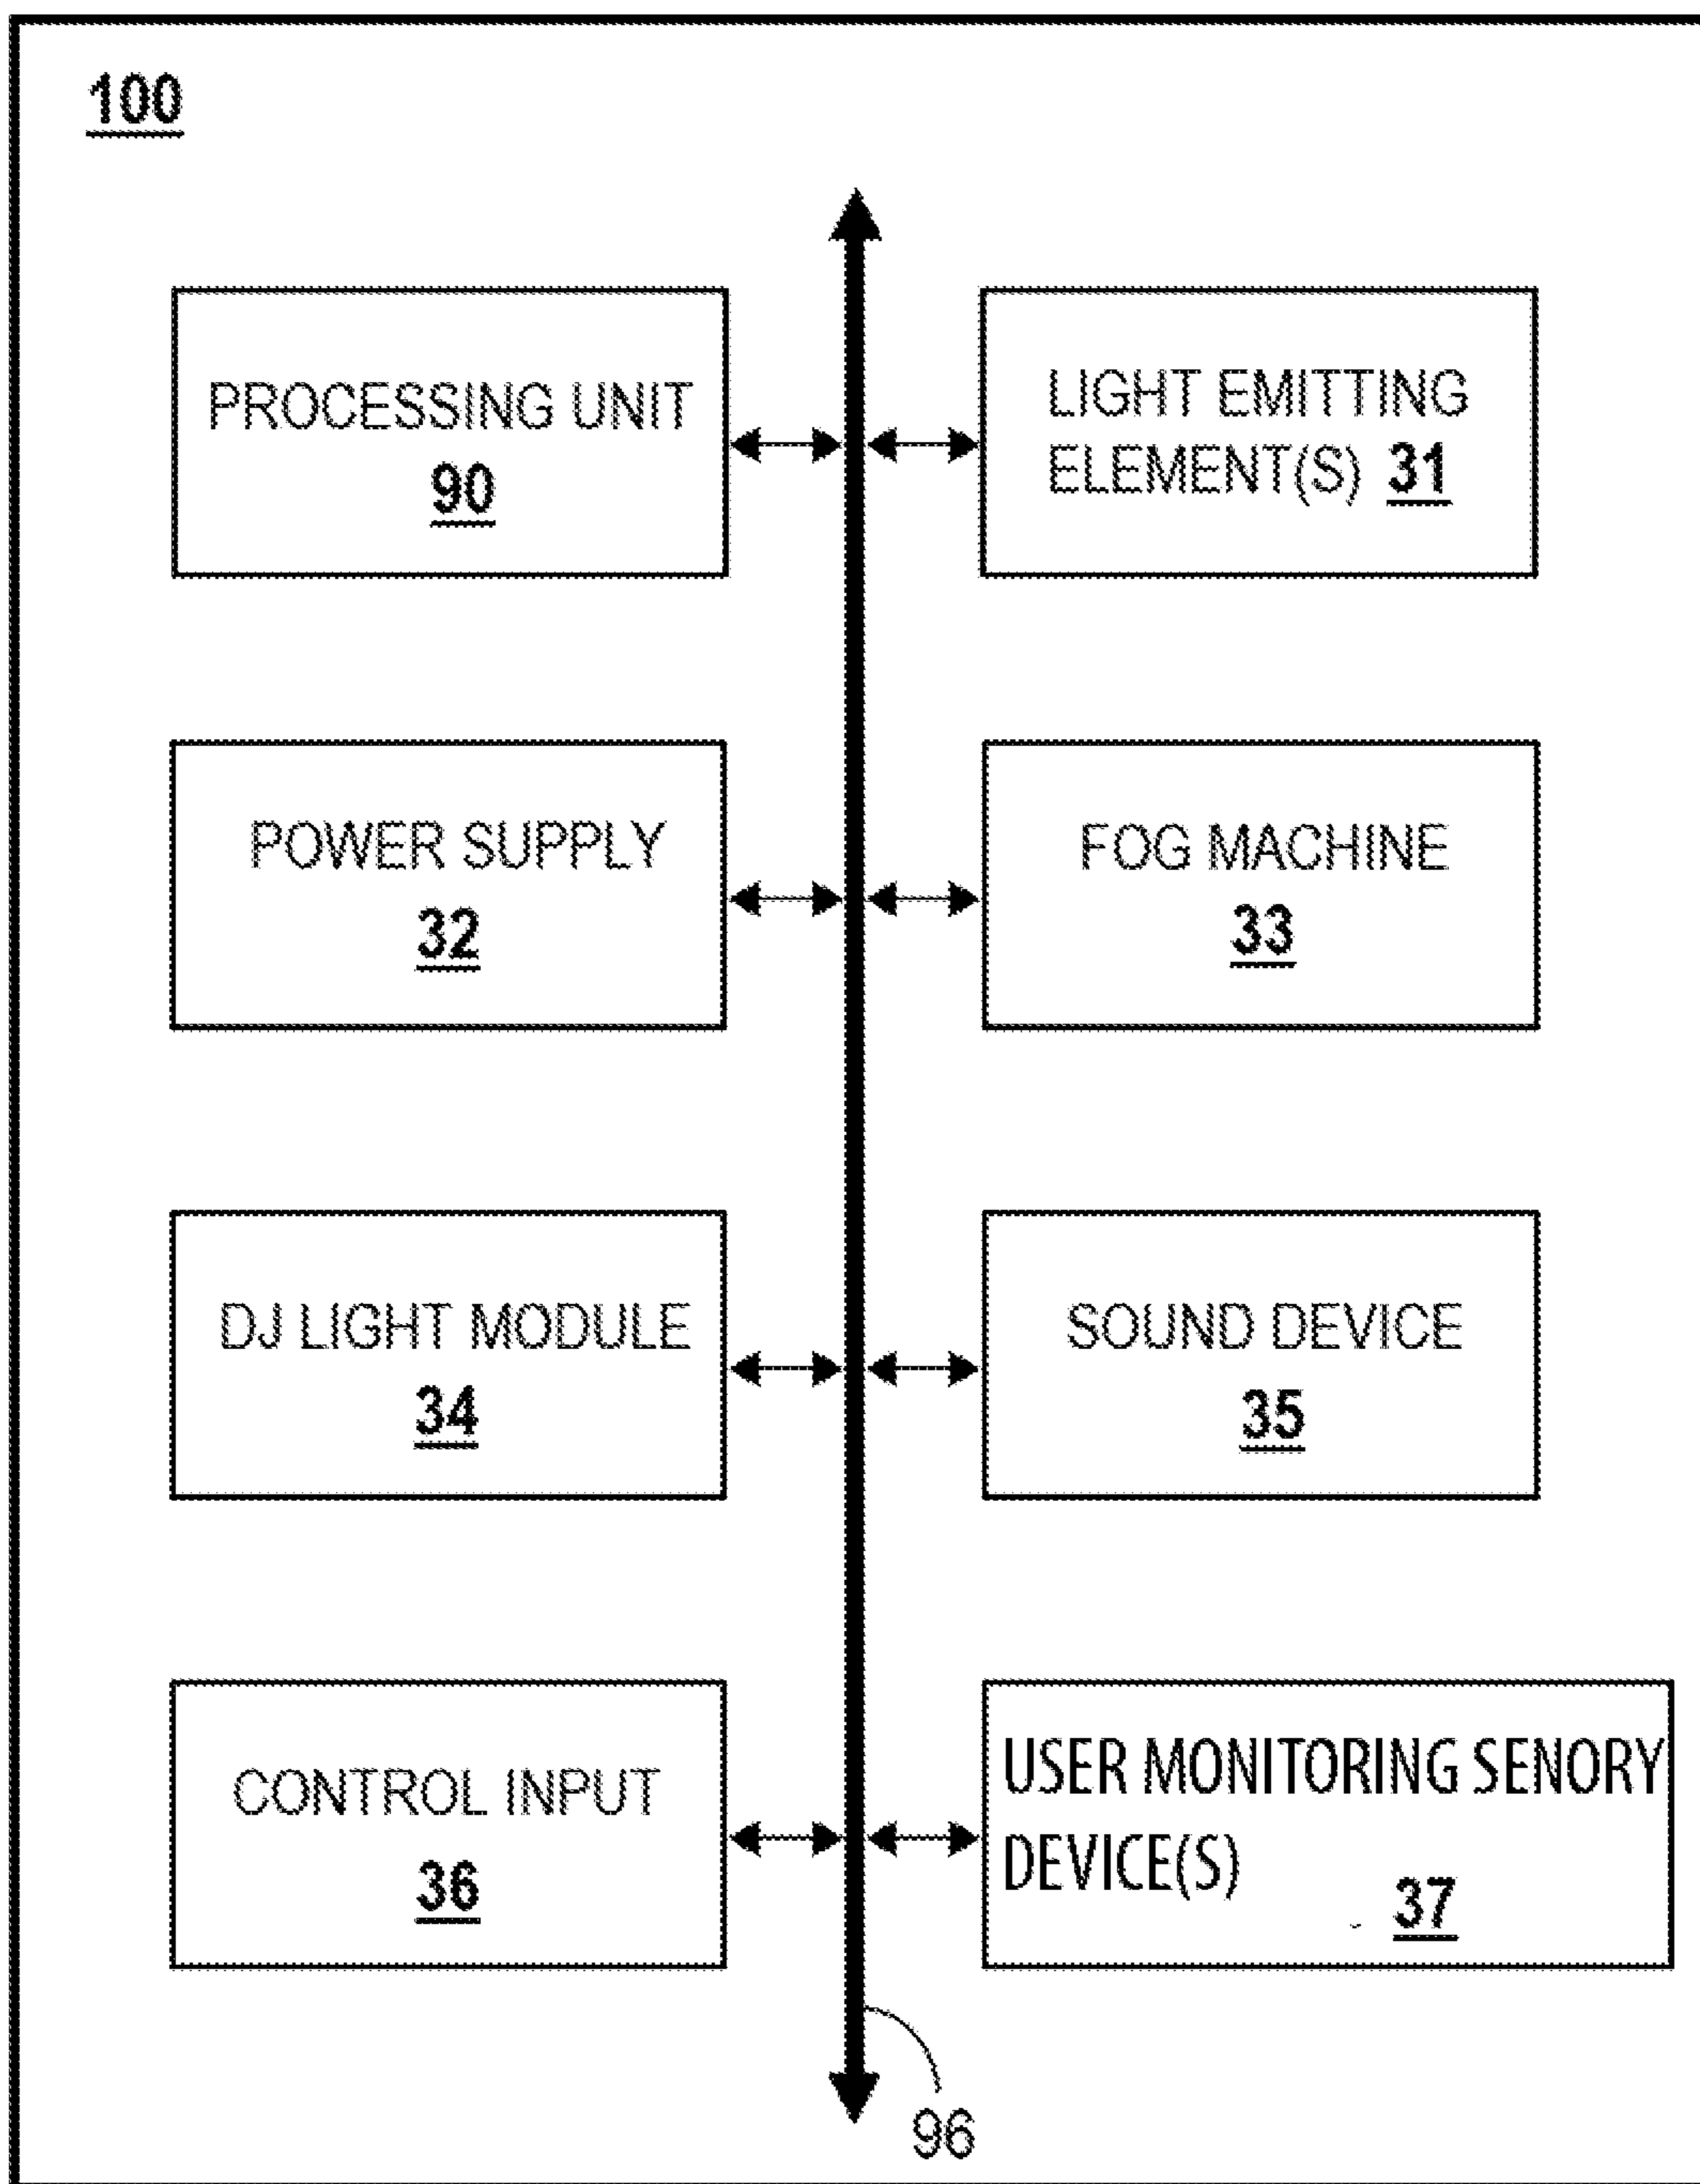 100
PROCESSING UNIT
90
LIGHT EMITTING
ELEMENT(S) 31
POWER SUPPLY
32
FOG MACHINE
33
DJ LIGHT MODULE
34
SOUND DEVICE
35
CONTROL INPUT
36
USER MONITORING SENORY
DEVICE(S)
37
96